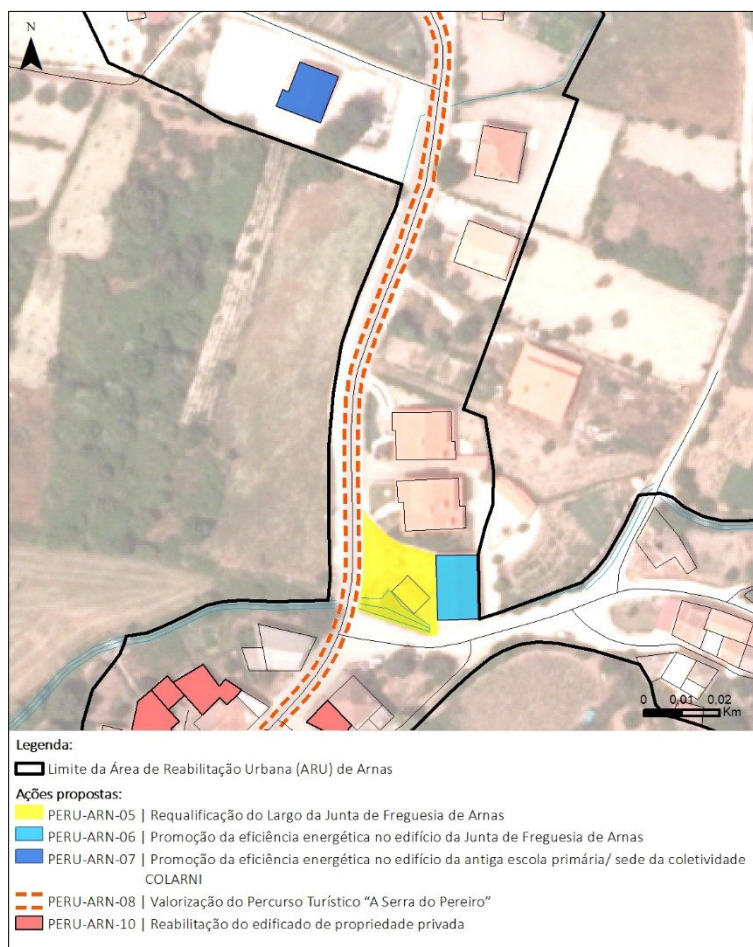 N
0 0,01 0,02
Km
Legenda:
Limite da Área de Reabilitação Urbana (ARU) de Arnas
Ações propostas:
PERU-ARN-05 | Requalificação do Largo da Junta de Freguesia de Arnas
PERU-ARN-06 | Promoção da eficiência energética no edifício da Junta de Freguesia de Arnas
PERU-ARN-07 | Promoção da eficiência energética no edifício da antiga escola primária/ sede da coletividade
COLARNI
PERU-ARN-08 | Valorização do Percurso Turístico “A Serra do Pereiro”
PERU-ARN-10 | Reabilitação do edificado de propriedade privada